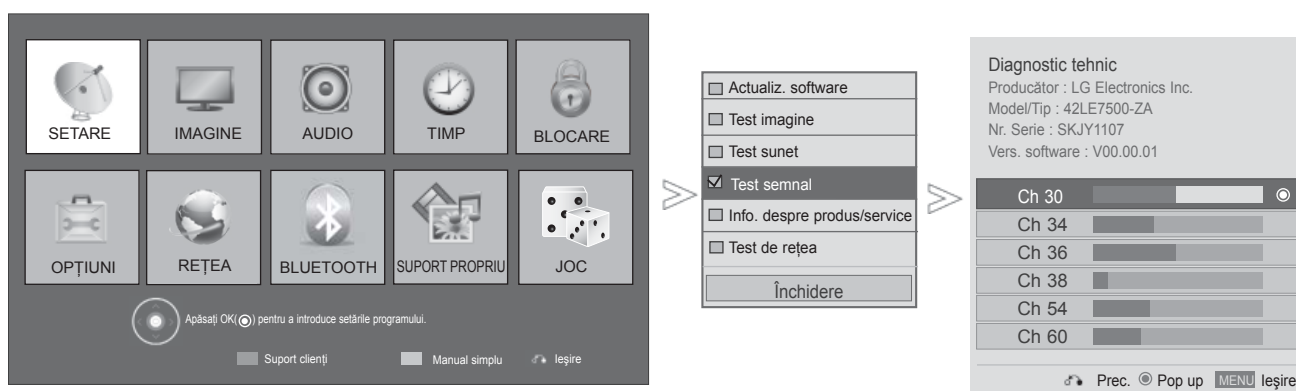 SETARE
IMAGINE
AUDIO
TIMP
BLOCARE
OPȚIUNI
REȚEA
BLUETOOTH
SUPORT PROPRIU
JOC
Apăsați OK(◉) pentru a introduce setările programului.
Suport clienți
Manual simplu
Ieșire
Actualiz. software
Test imagine
Test sunet
Test semnal
Info. despre produs/service
Test de rețea
Închidere
Diagnostic tehnic
Producător : LG Electronics Inc.
Model/Tip : 42LE7500-ZA
Nr. Serie : SKJY1107
Vers. software : V00.00.01
Ch 30
Ch 34
Ch 36
Ch 38
Ch 54
Ch 60
Prec. ◉ Pop up MENU Ieșire